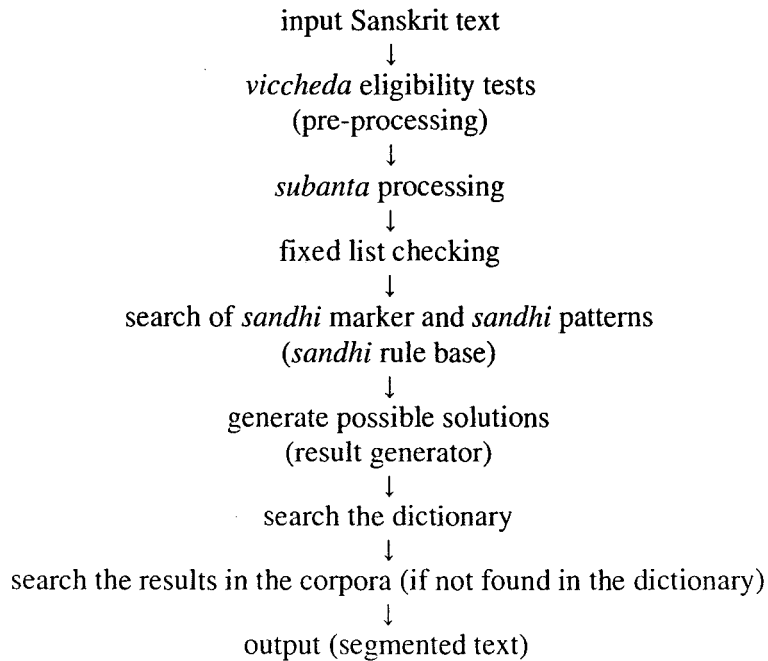 input Sanskrit text
↓
viccheda eligibility tests
(pre-processing)
↓
subanta processing
↓
fixed list checking
↓
search of sandhi marker and sandhi patterns
(sandhi rule base)
↓
generate possible solutions
(result generator)
↓
search the dictionary
↓
search the results in the corpora (if not found in the dictionary)
↓
output (segmented text)